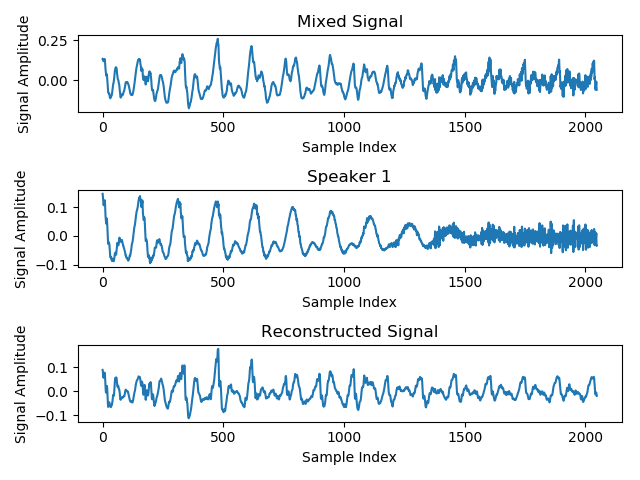 Mixed Signal
Signal Amplitude
0.25
0.00
0 500 1000 1500 2000
Sample Index
Speaker 1
Signal Amplitude
0.1
0.0
−0.1
0 500 1000 1500 2000
Sample Index
Reconstructed Signal
Signal Amplitude
0.1
0.0
−0.1
0 500 1000 1500 2000
Sample Index